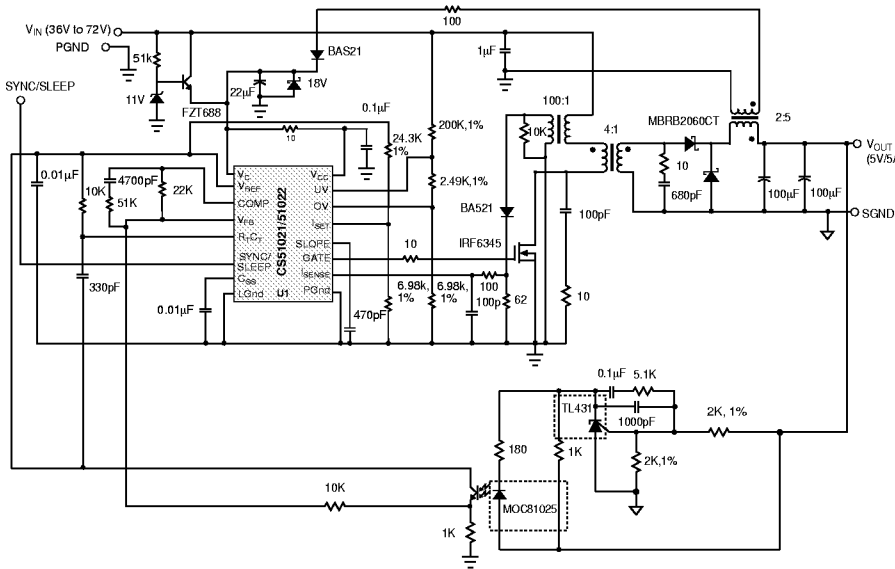 100
V_IN (36V to 72V)
PGND
51k
BAS21
1μF
SYNC/SLEEP
11V
FZT688
22μF
18V
0.1μF
10
24.3K
1%
200K,1%
100:1
10K
4:1
MBRB2060CT
2:5
V_OUT
(5V/5A
0.01μF
10K
4700pF
51K
22K
V_C
V_REF
COMP
V_FB
R_TC_T
SYNC/
SLEEP
C_SS
LGnd
CS51021/51022
U1
V_CC
UV
OV
I_SET
SLOPE
GATE
I_SENSE
PGnd
2.49K,1%
BA521
10
680pF
100μF
100μF
SGND
100pF
IRF6345
10
330pF
0.01μF
470pF
6.98k,
1%
6.98k,
1%
100
100p
62
10
0.1μF
5.1K
TL431
1000pF
2K, 1%
180
1K
2K,1%
10K
MOC81025
1K